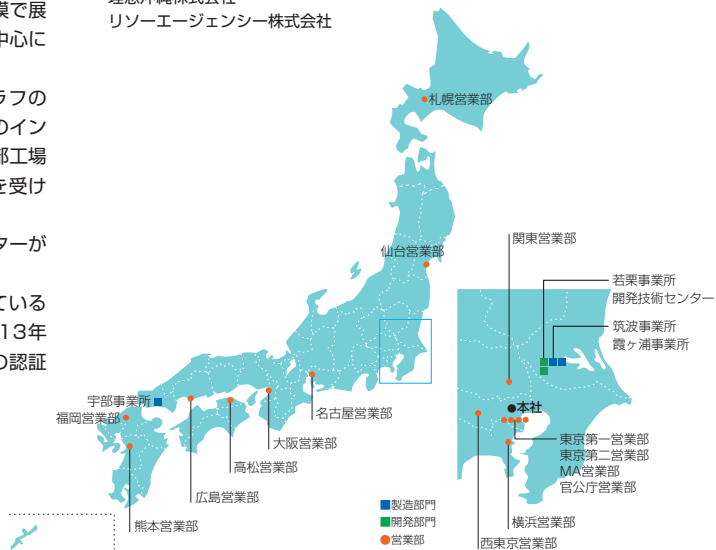 模で展
中心に
ラフの
のイン
部工場
を受け
ターが
ている
13年
の認証
理想沖縄株式会社
リソーエージェンシー株式会社
札幌営業部
仙台営業部
関東営業部
若栗事業所
開発技術センター
筑波事業所
霞ヶ浦事業所
本社
東京第一営業部
東京第二営業部
MA営業部
官公庁営業部
横浜営業部
西東京営業部
宇部事業所
福岡営業部
名古屋営業部
大阪営業部
高松営業部
広島営業部
熊本営業部
製造部門
開発部門
営業部